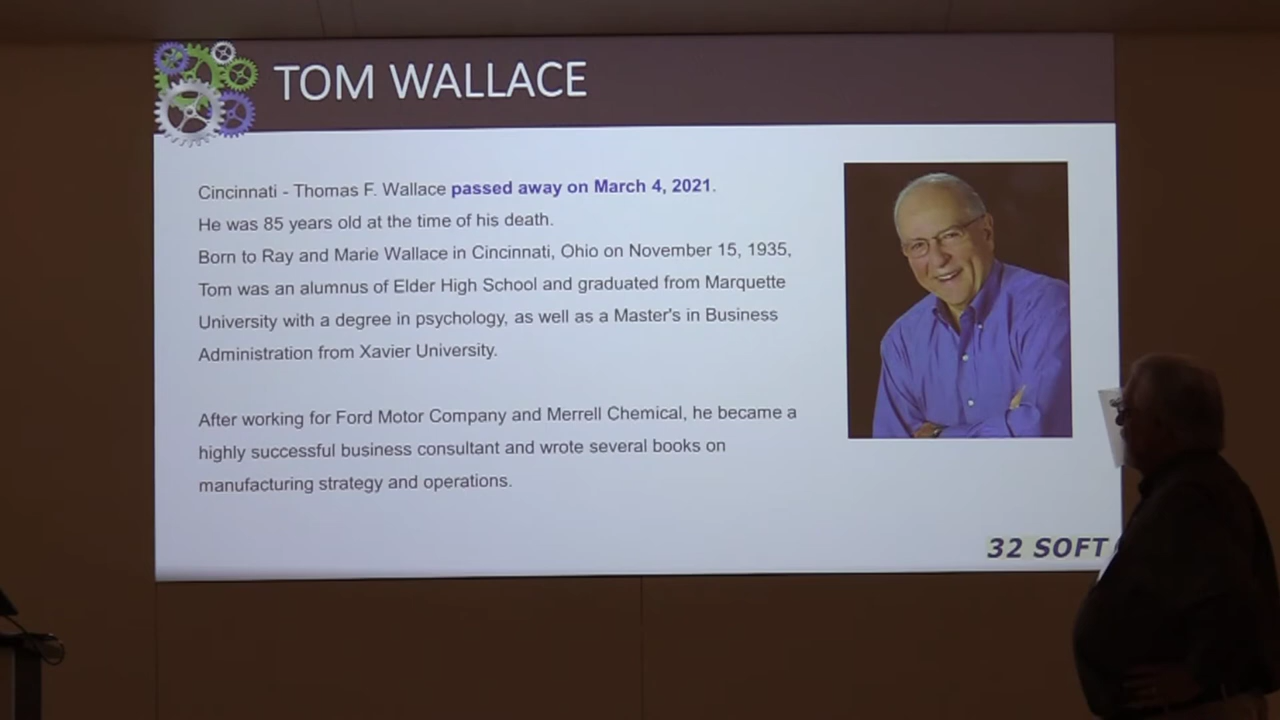 TOM WALLACE
Cincinnati - Thomas F. Wallace passed away on March 4, 2021.
He was 85 years old at the time of his death.
Born to Ray and Marie Wallace in Cincinnati, Ohio on November 15, 1935,
Tom was an alumnus of Elder High School and graduated from Marquette
University with a degree in psychology, as well as a Master's in Business
Administration from Xavier University.
After working for Ford Motor Company and Merrell Chemical, he became a
highly successful business consultant and wrote several books on
manufacturing strategy and operations.
32 SOFT